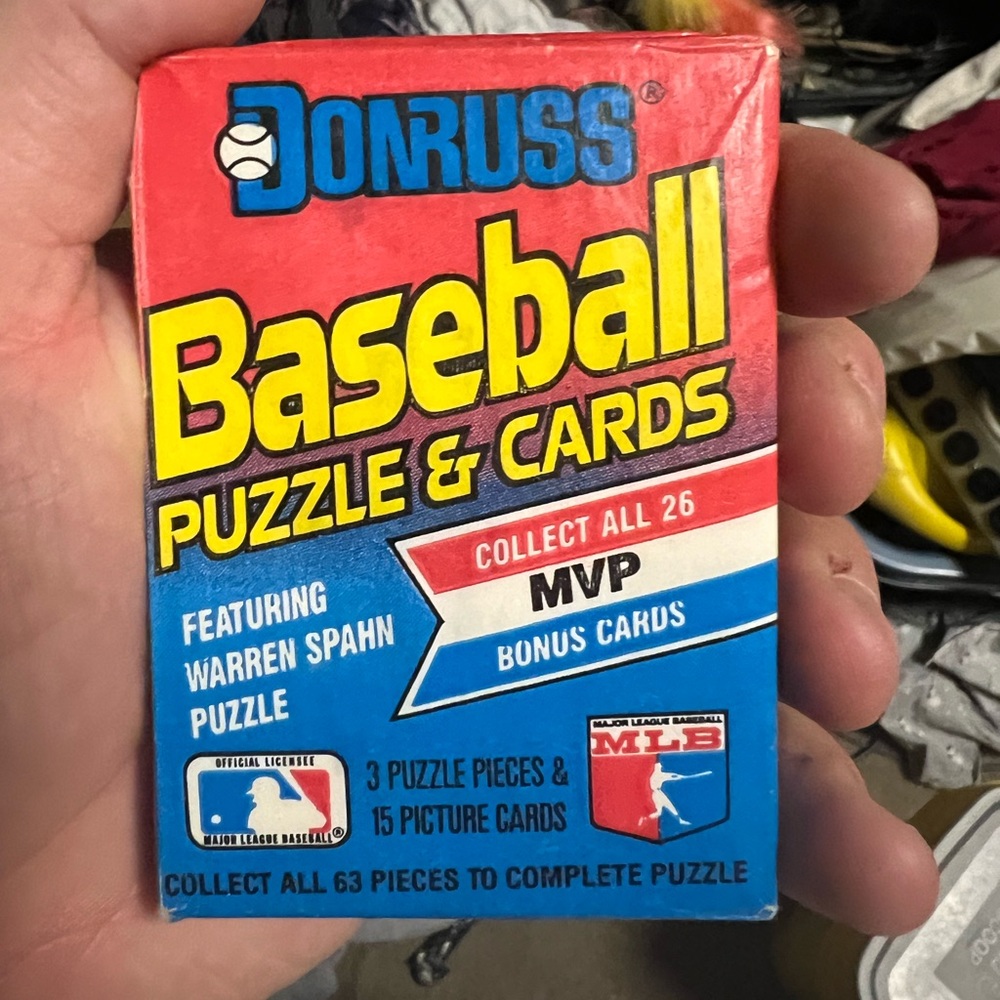 DONRUSS®
Baseball
PUZZLE & CARDS
COLLECT ALL 26
MVP
BONUS CARDS
FEATURING
WARREN SPAHN
PUZZLE
OFFICIAL LICENSEE
MAJOR LEAGUE BASEBALL®
3 PUZZLE PIECES &
15 PICTURE CARDS
MAJOR LEAGUE BASEBALL
MLB
COLLECT ALL 63 PIECES TO COMPLETE PUZZLE